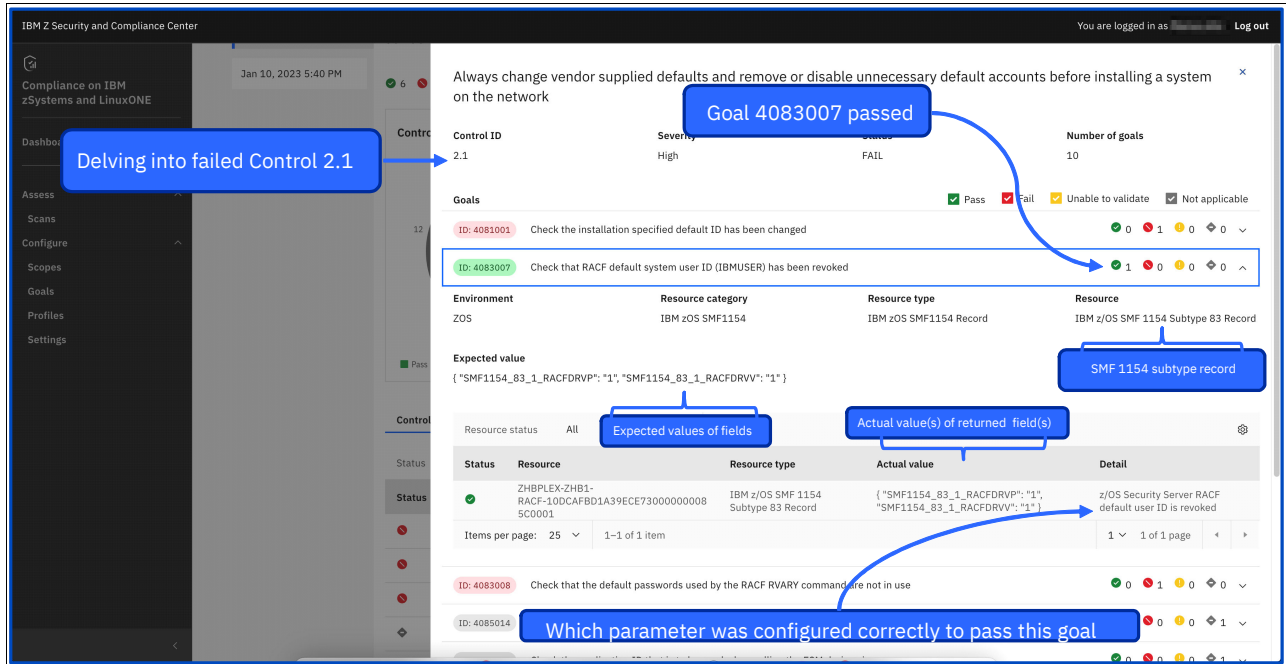 IBM Z Security and Compliance Center
You are logged in as
Log out
Compliance on IBM
zSystems and LinuxONE
Dashboa
Assess
Scans
Configure
Scopes
Goals
Profiles
Settings
Jan 10, 2023 5:40 PM
6
Contro
12
Pass
Control
Status
Status
Delving into failed Control 2.1
Always change vendor supplied defaults and remove or disable unnecessary default accounts before installing a system
on the network
Goal 4083007 passed
Control ID
Severity
Status
Number of goals
2.1
High
FAIL
10
Goals
Pass
Fail
Unable to validate
Not applicable
ID: 4081001 Check the installation specified default ID has been changed 0 1 0 0
ID: 4083007 Check that RACF default system user ID (IBMUSER) has been revoked 1 0 0 0
Environment
Resource category
Resource type
Resource
ZOS
IBM zOS SMF1154
IBM zOS SMF1154 Record
IBM z/OS SMF 1154 Subtype 83 Record
SMF 1154 subtype record
Expected value
{ "SMF1154_83_1_RACFDRVP": "1", "SMF1154_83_1_RACFDRVV": "1" }
Expected values of fields
Actual value(s) of returned field(s)
Resource status All
Status
Resource
Resource type
Actual value
Detail
ZHBPLEX-ZHB1-
RACF-10DCAFBD1A39ECE73000000008
5C0001
IBM z/OS SMF 1154
Subtype 83 Record
{ "SMF1154_83_1_RACFDRVP": "1",
"SMF1154_83_1_RACFDRVV": "1" }
z/OS Security Server RACF
default user ID is revoked
Items per page: 25
1–1 of 1 item
1
1 of 1 page
ID: 4083008 Check that the default passwords used by the RACF RVARY command are not in use 0 1 0 0
ID: 4085014
0 0 1
Which parameter was configured correctly to pass this goal
0 0 0 1